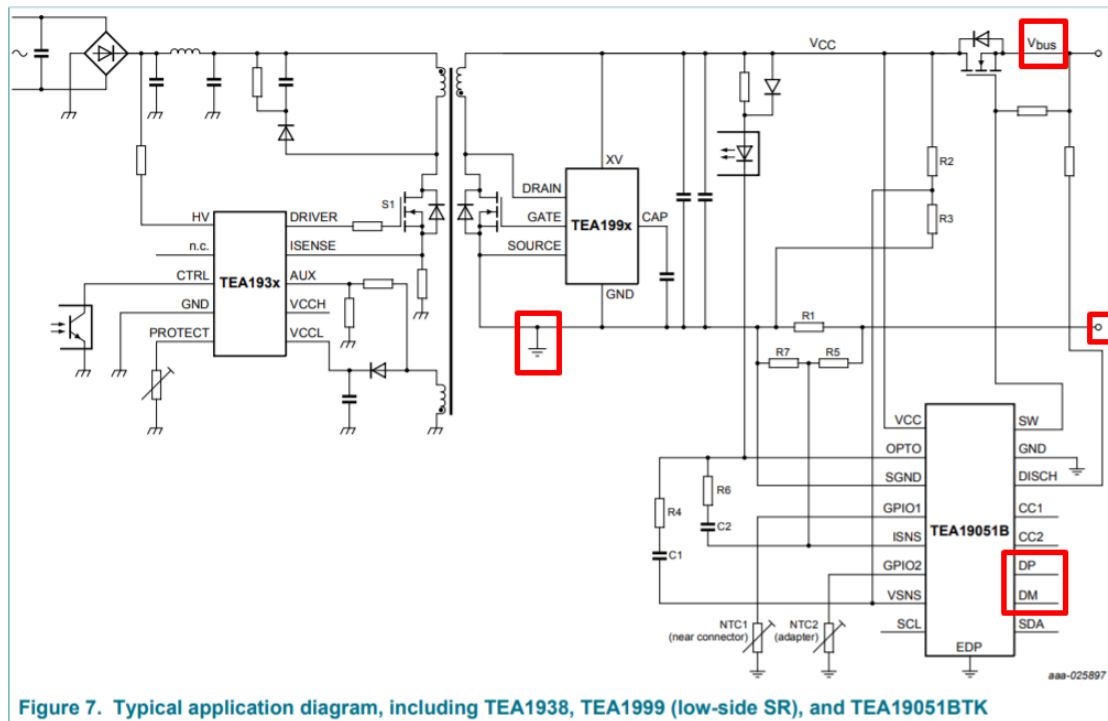 VCC
Vbus
XV
R2
DRAIN
S1
R3
HV
DRIVER
GATE
TEA199x
CAP
n.c.
ISENSE
SOURCE
CTRL
TEA193x
AUX
GND
GND
VCCH
R1
PROTECT
VCCL
R7
R5
VCC
SW
OPTO
GND
R6
SGND
DISCH
R4
GPIO1
CC1
C2
TEA19051B
ISNS
CC2
C1
GPIO2
DP
VSNS
DM
NTC1
(near connector)
NTC2
(adapter)
SCL
SDA
EDP
aaa-025897
Figure 7. Typical application diagram, including TEA1938, TEA1999 (low-side SR), and TEA19051BTK